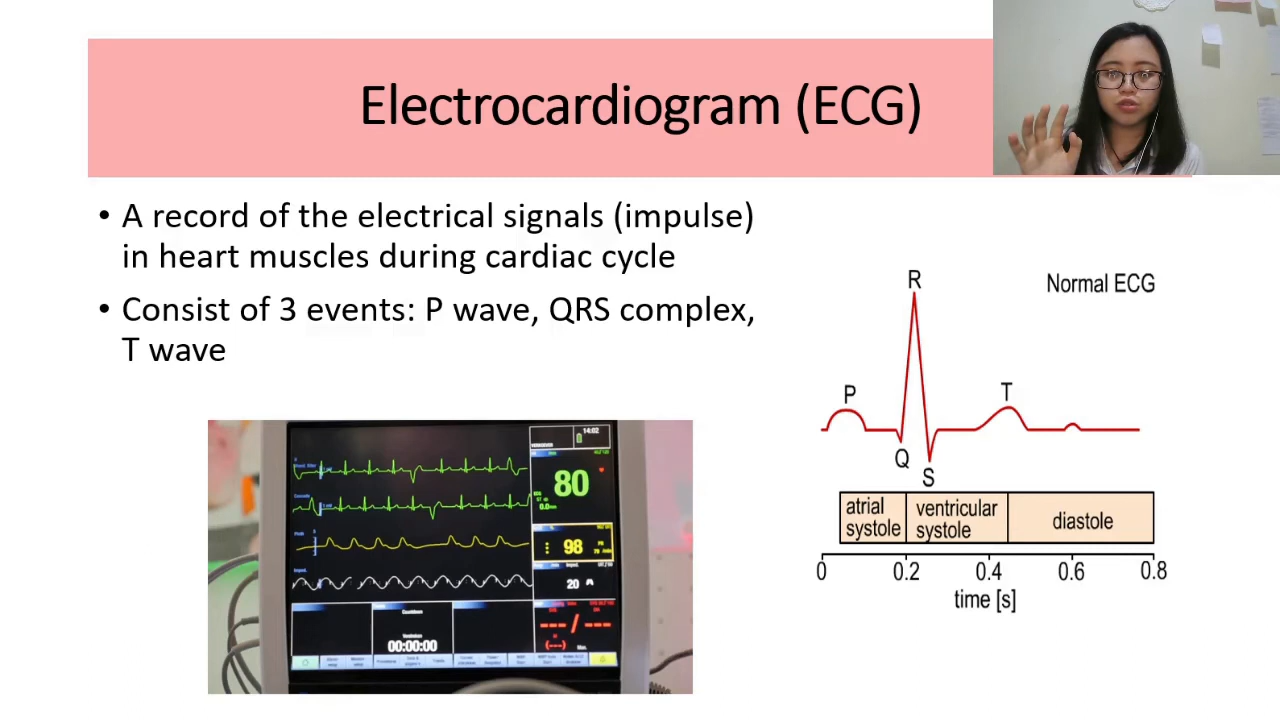 Electrocardiogram (ECG)
• A record of the electrical signals (impulse)
in heart muscles during cardiac cycle
• Consist of 3 events: P wave, QRS complex,
T wave
Normal ECG
R
P
T
Q
S
atrial
systole
ventricular
systole
diastole
0
0.2
0.4
0.6
0.8
time [s]
14:02
80
0.0
98
20
---/---
(---)
00:00:00